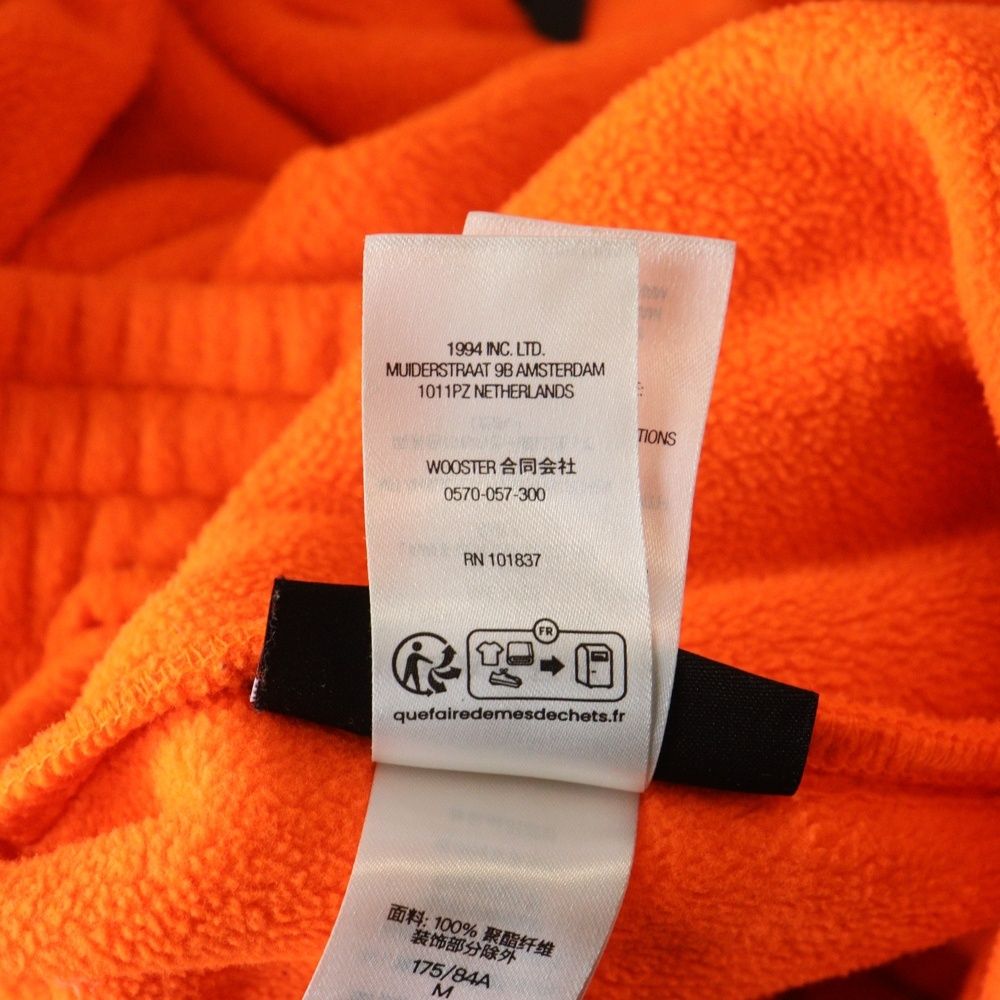 1994 INC. LTD.
MUIDERSTRAAT 9B AMSTERDAM
1011PZ NETHERLANDS
TIONS
WOOSTER 合同会社
0570-057-300
RN 101837
FR
quefairedemesdechets.fr
面料: 100% 聚酯纤维
装饰部分除外
175/84A
M